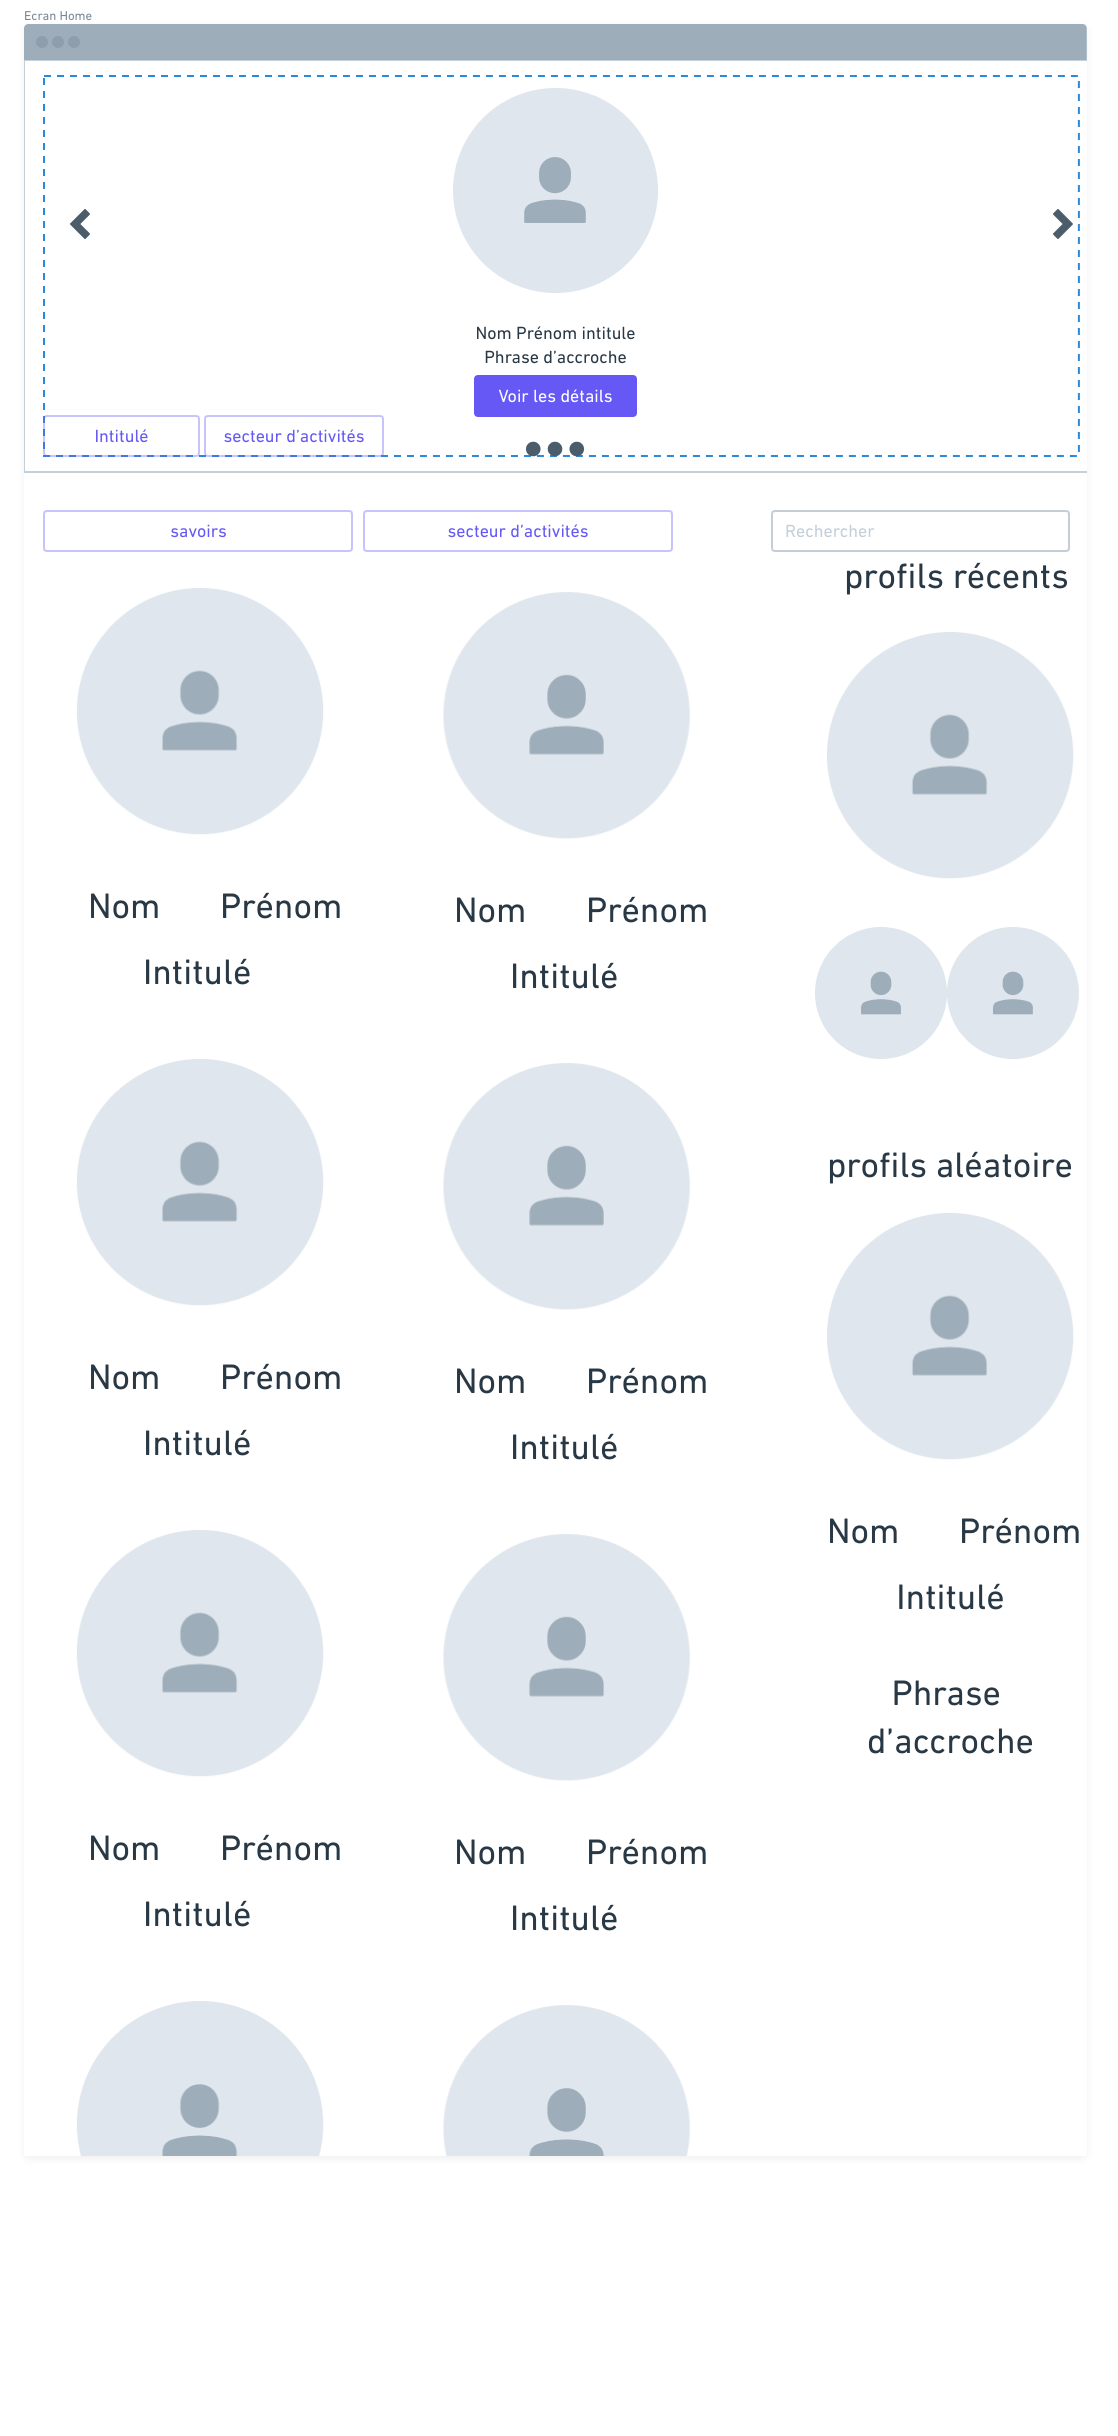 Ecran Home
Nom Prénom intitule
Phrase d'accroche
Voir les détails
Intitulé
secteur d'activités
savoirs
secteur d'activités
Rechercher
profils récents
Nom Prénom
Intitulé
Nom Prénom
Intitulé
profils aléatoire
Nom Prénom
Intitulé
Nom Prénom
Intitulé
Nom Prénom
Intitulé
Phrase
d'accroche
Nom Prénom
Intitulé
Nom Prénom
Intitulé